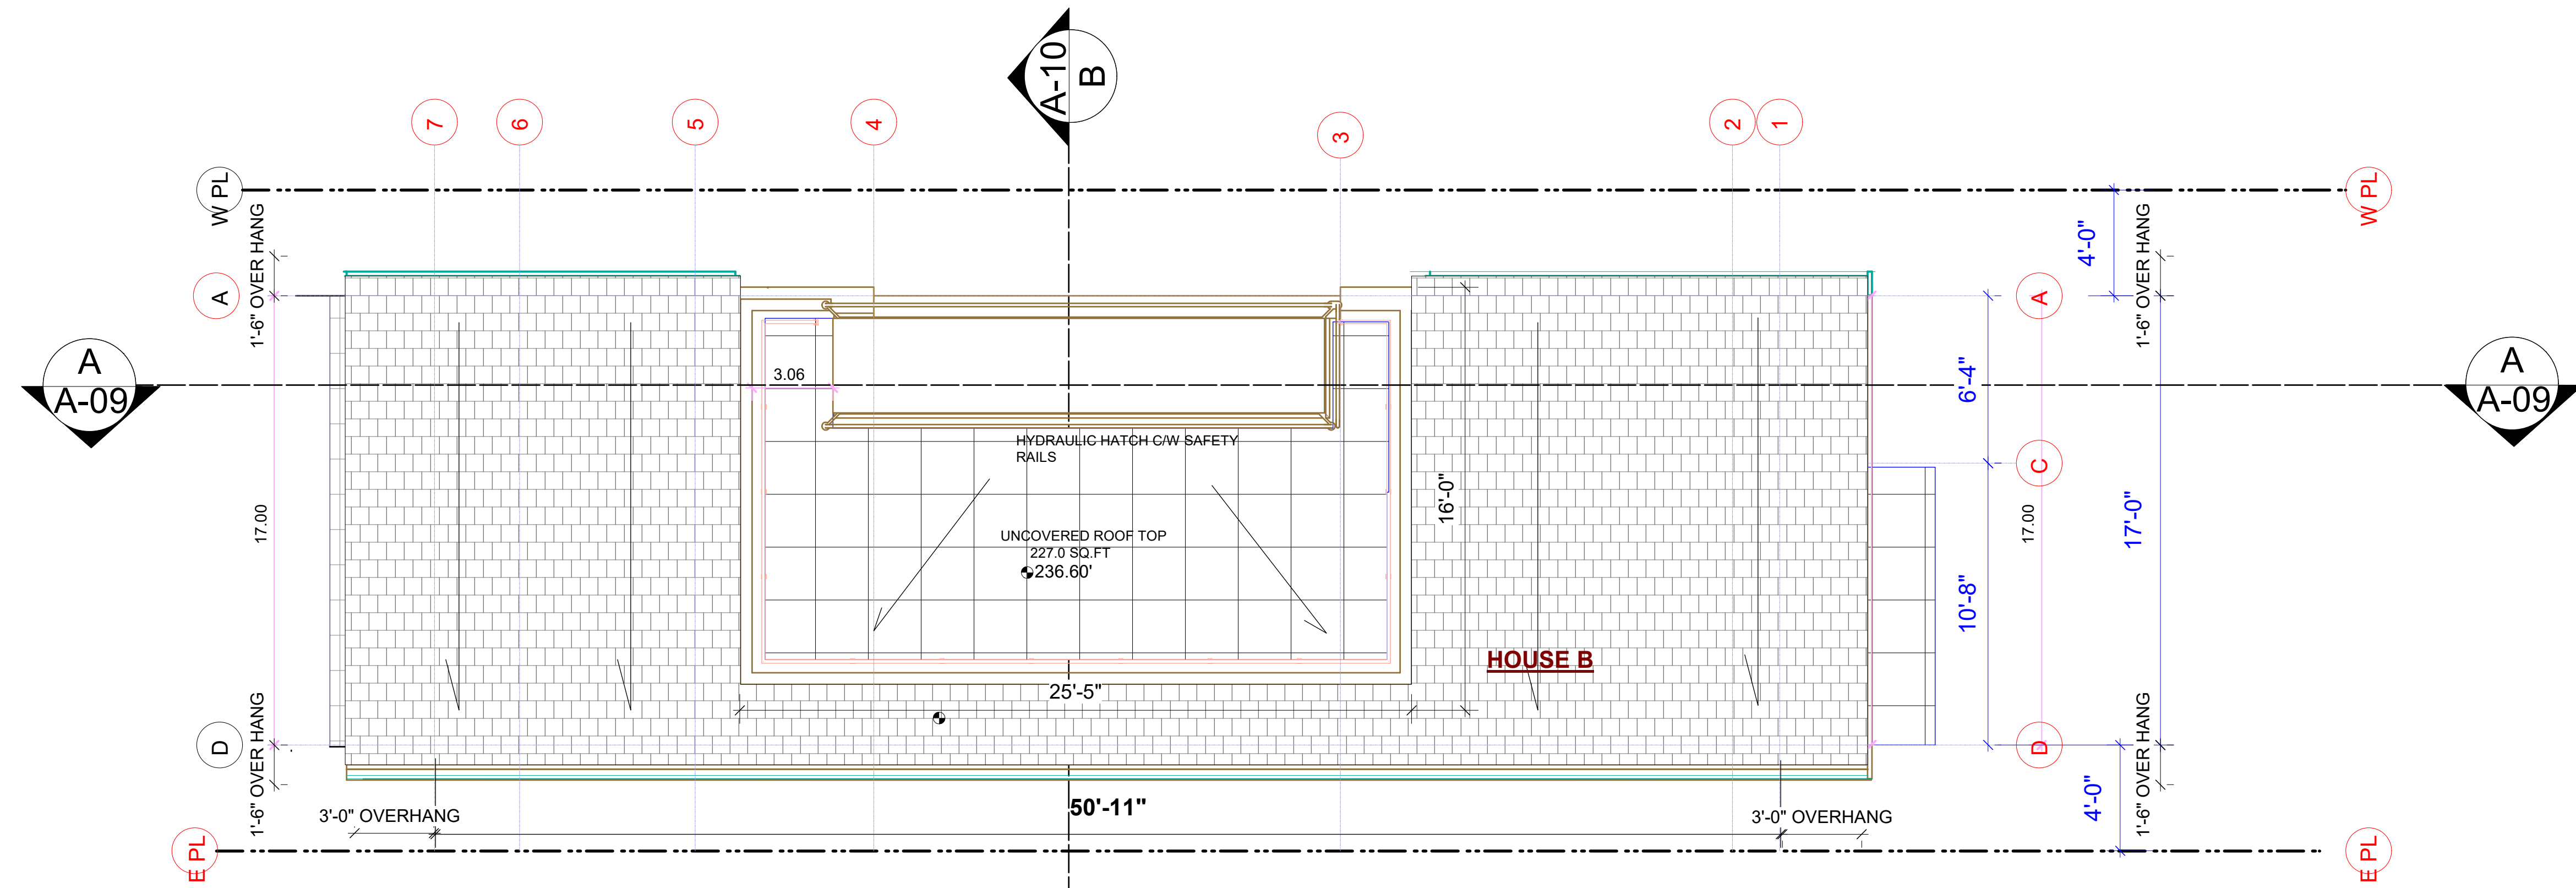 A-10
B
7
6
5
4
3
2
1
W PL
W PL
1'-6" OVER HANG
4'-0"
1'-6" OVER HANG
A
A
A
A-09
A
A-09
3.06
6'-4"
HYDRAULIC HATCH C/W SAFETY
RAILS
C
16'-0"
17.00
17.00
17'-0"
UNCOVERED ROOF TOP
227.0 SQ.FT
236.60'
10'-8"
HOUSE B
25'-5"
D
D
1'-6" OVER HANG
4'-0"
1'-6" OVER HANG
3'-0" OVERHANG
50'-11"
3'-0" OVERHANG
E PL
E PL